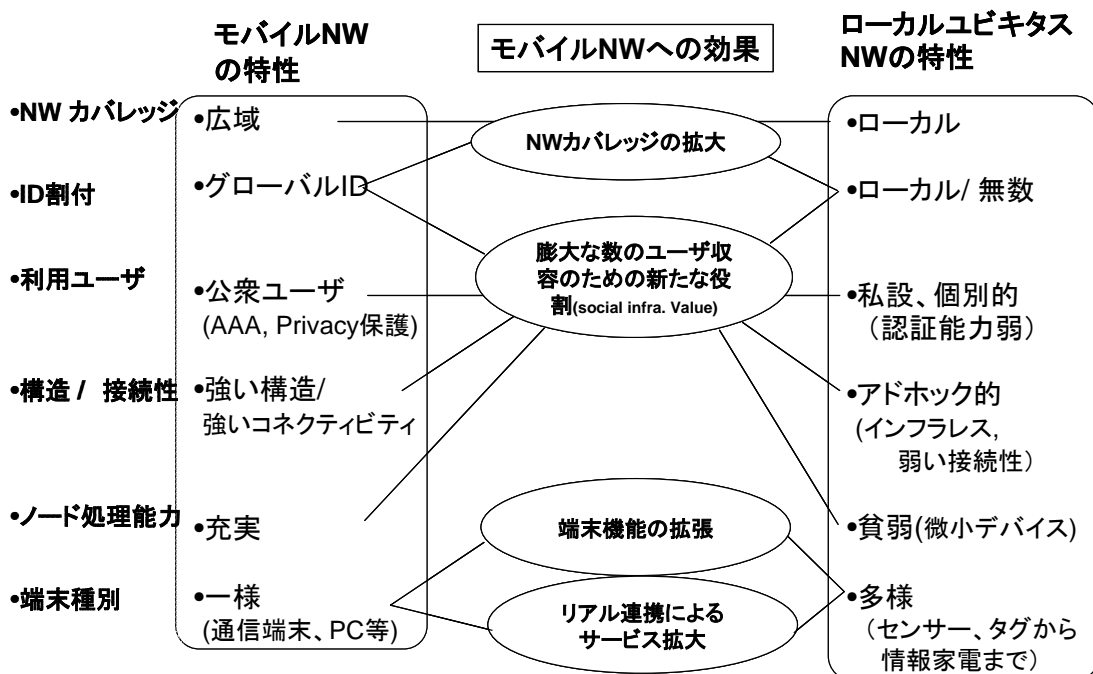 モバイルNW
の特性
モバイルNWへの効果
ローカルユビキタス
NWの特性
•NW カバレッジ
•広域
NWカバレッジの拡大
•ローカル
•ID割付
•グローバルID
•ローカル/ 無数
•利用ユーザ
•公衆ユーザ
(AAA, Privacy保護)
膨大な数のユーザ収
容のための新たな役
割(social infra. Value)
•私設、個別的
（認証能力弱）
•構造 / 接続性
•強い構造/
強いコネクティビティ
•アドホック的
(インフラレス,
弱い接続性）
•ノード処理能力
•充実
端末機能の拡張
•貧弱(微小デバイス)
•端末種別
•一様
(通信端末、PC等)
リアル連携による
サービス拡大
•多様
（センサー、タグから
情報家電まで）